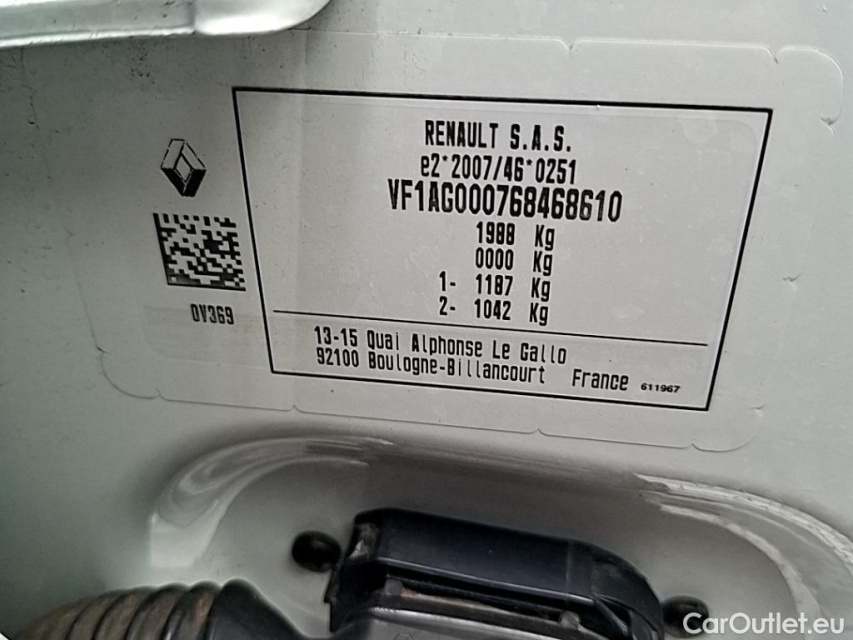 RENAULT S.A.S.
e2*2007/46*0251
VF1AG000768468610
1988 Kg
0000 Kg
1- 1187 Kg
2- 1042 Kg
0V369
13-15 Quai Alphonse Le Gallo
92100 Boulogne-Billancourt France 611967
CarOutlet.eu